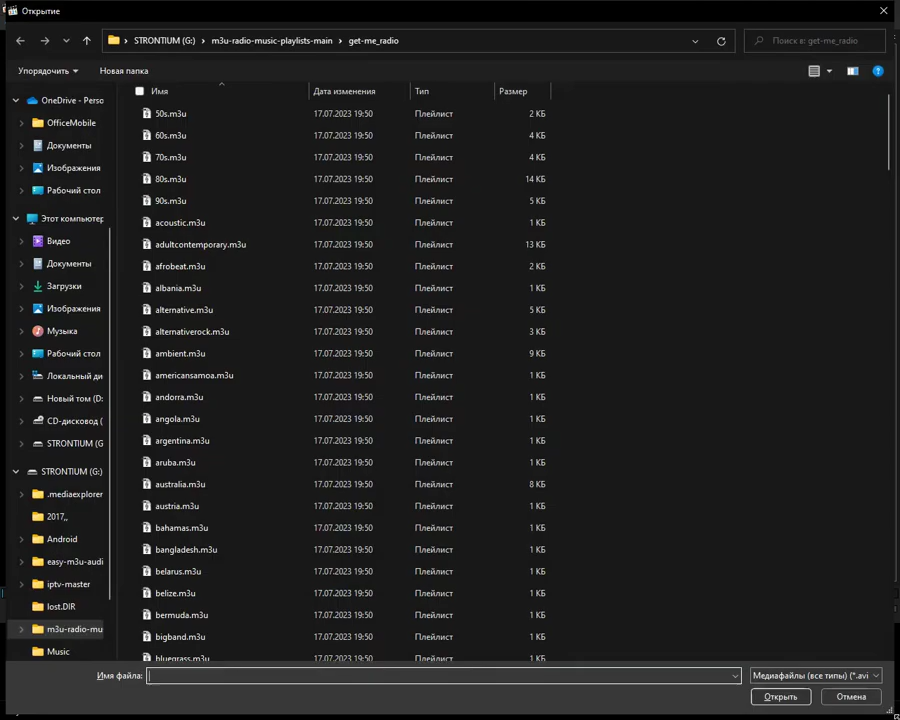 Открытие
STRONTIUM (G:) › m3u-radio-music-playlists-main › get-me_radio
Поиск в: get-me_radio
Упорядочить
Новая папка
Имя Дата изменения Тип Размер
50s.m3u 17.07.2023 19:50 Плейлист 2 КБ
60s.m3u 17.07.2023 19:50 Плейлист 4 КБ
70s.m3u 17.07.2023 19:50 Плейлист 4 КБ
80s.m3u 17.07.2023 19:50 Плейлист 14 КБ
90s.m3u 17.07.2023 19:50 Плейлист 5 КБ
acoustic.m3u 17.07.2023 19:50 Плейлист 1 КБ
adultcontemporary.m3u 17.07.2023 19:50 Плейлист 13 КБ
afrobeat.m3u 17.07.2023 19:50 Плейлист 2 КБ
albania.m3u 17.07.2023 19:50 Плейлист 1 КБ
alternative.m3u 17.07.2023 19:50 Плейлист 5 КБ
alternativerock.m3u 17.07.2023 19:50 Плейлист 3 КБ
ambient.m3u 17.07.2023 19:50 Плейлист 9 КБ
americansamoa.m3u 17.07.2023 19:50 Плейлист 1 КБ
andorra.m3u 17.07.2023 19:50 Плейлист 1 КБ
angola.m3u 17.07.2023 19:50 Плейлист 1 КБ
argentina.m3u 17.07.2023 19:50 Плейлист 1 КБ
aruba.m3u 17.07.2023 19:50 Плейлист 1 КБ
australia.m3u 17.07.2023 19:50 Плейлист 8 КБ
austria.m3u 17.07.2023 19:50 Плейлист 1 КБ
bahamas.m3u 17.07.2023 19:50 Плейлист 1 КБ
bangladesh.m3u 17.07.2023 19:50 Плейлист 1 КБ
belarus.m3u 17.07.2023 19:50 Плейлист 1 КБ
belize.m3u 17.07.2023 19:50 Плейлист 1 КБ
bermuda.m3u 17.07.2023 19:50 Плейлист 1 КБ
bigband.m3u 17.07.2023 19:50 Плейлист 1 КБ
bluegrass.m3u 17.07.2023 19:50 Плейлист 1 КБ
OneDrive - Perso
OfficeMobile
Документы
Изображения
Рабочий стол
Этот компьютер
Видео
Документы
Загрузки
Изображения
Музыка
Рабочий стол
Локальный ди
Новый том (D:
CD-дисковод (
STRONTIUM (G
STRONTIUM (G:)
.mediaexplorer
2017,,
Android
easy-m3u-audi
iptv-master
lost.DIR
m3u-radio-mu
Music
Имя файла:
Медиафайлы (все типы) (*.avi
Открыть
Отмена